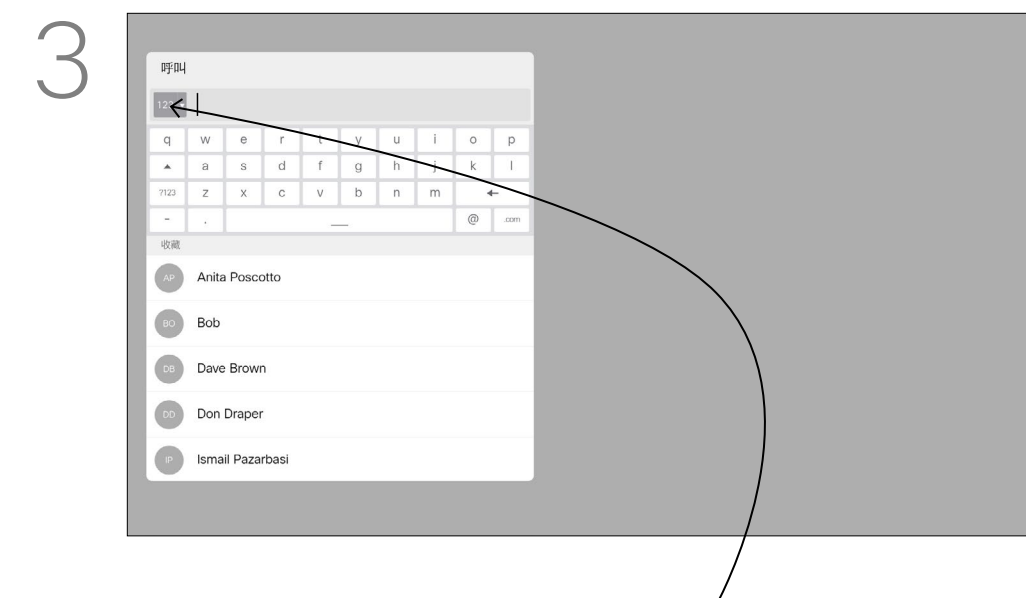 3
呼叫
123
q w e r t y u i o p
a s d f g h j k l
?123 z x c v b n m
- . __ @ .com
收藏
AP Anita Poscotto
BO Bob
DB Dave Brown
DD Don Draper
IP Ismail Pazarbasi